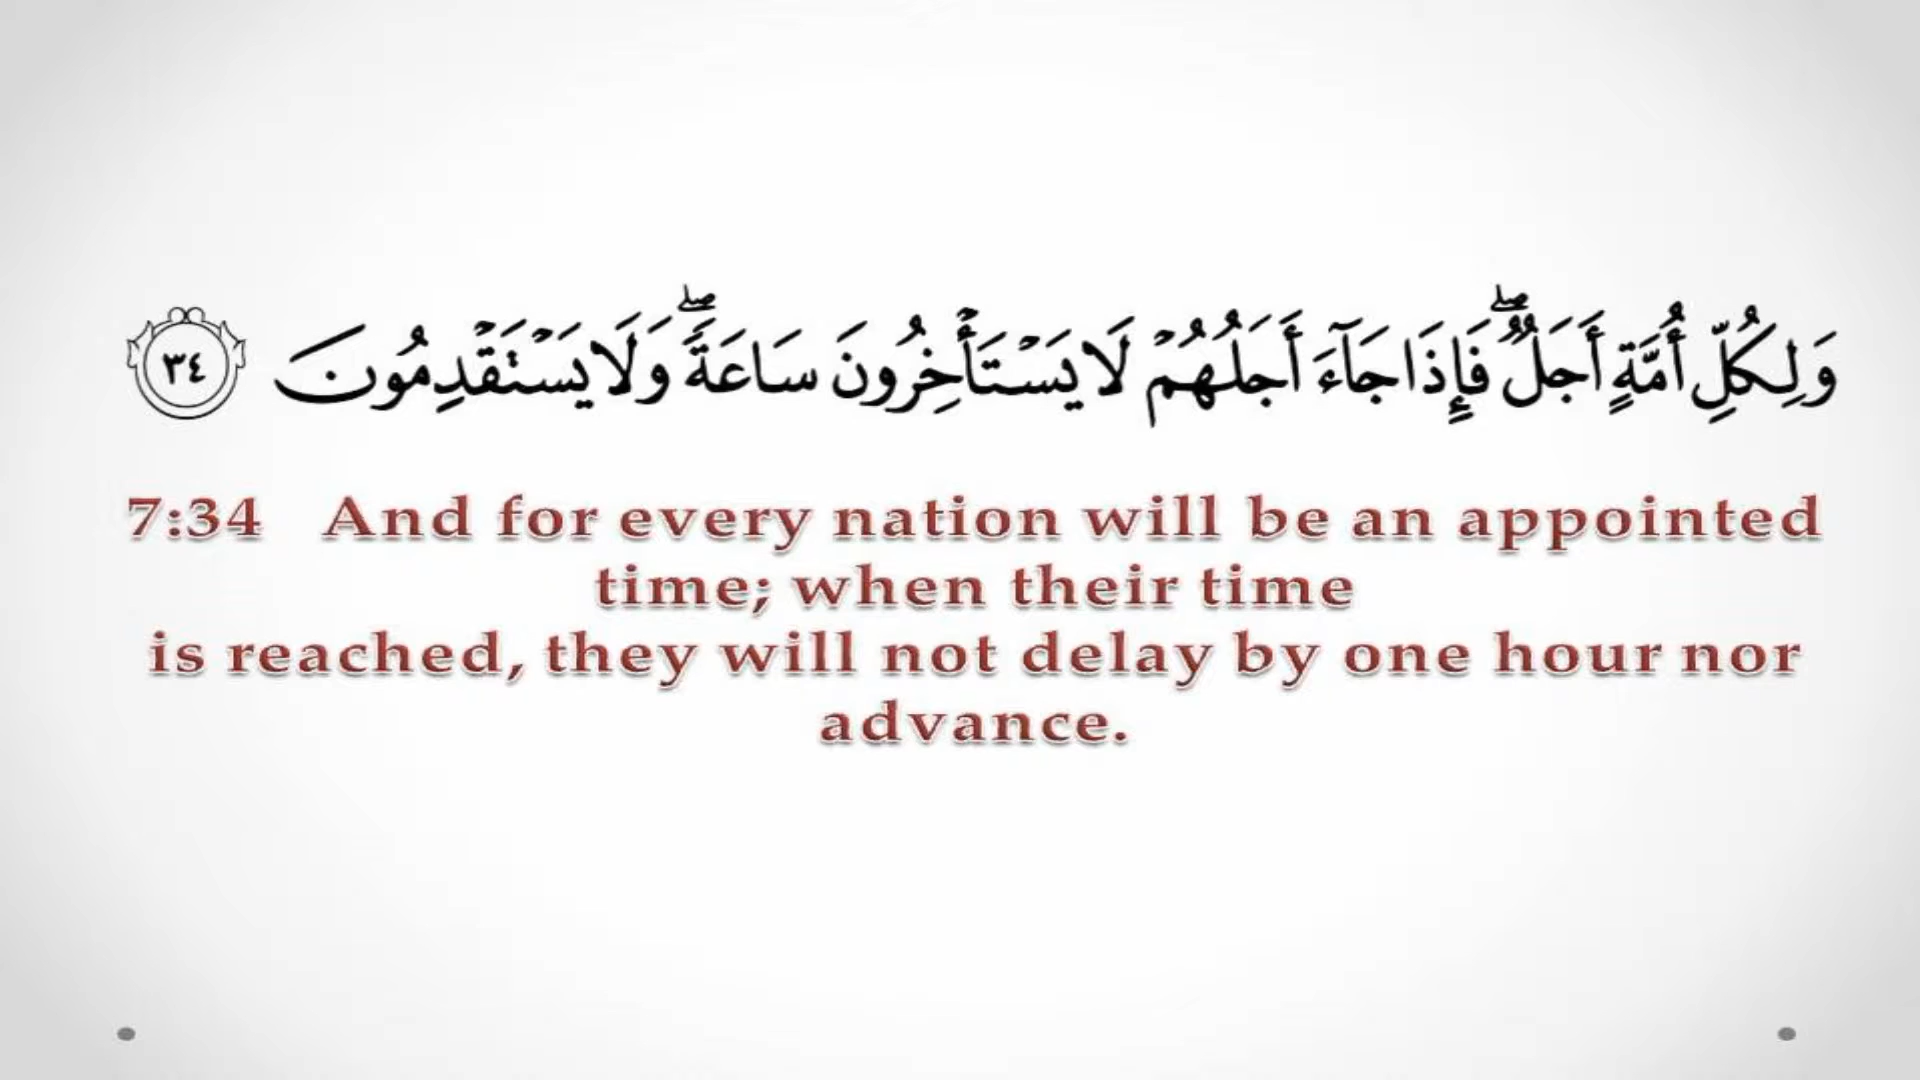 وَلِكُلِّ أُمَّةٍ أَجَلٌ ۖ فَإِذَا جَآءَ أَجَلُهُمْ لَا يَسْتَأْخِرُونَ سَاعَةً ۖ وَلَا يَسْتَقْدِمُونَ ٣٤
7:34 And for every nation will be an appointed
time; when their time
is reached, they will not delay by one hour nor
advance.